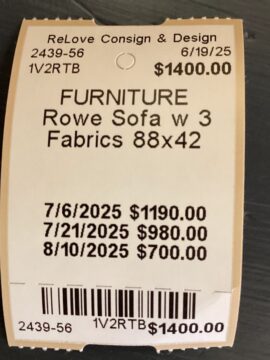 ReLove Consign & Design
2439-56 6/19/25
1V2RTB $1400.00
FURNITURE
Rowe Sofa w 3
Fabrics 88x42
7/6/2025 $1190.00
7/21/2025 $980.00
8/10/2025 $700.00
2439-56 1V2RTB $1400.00